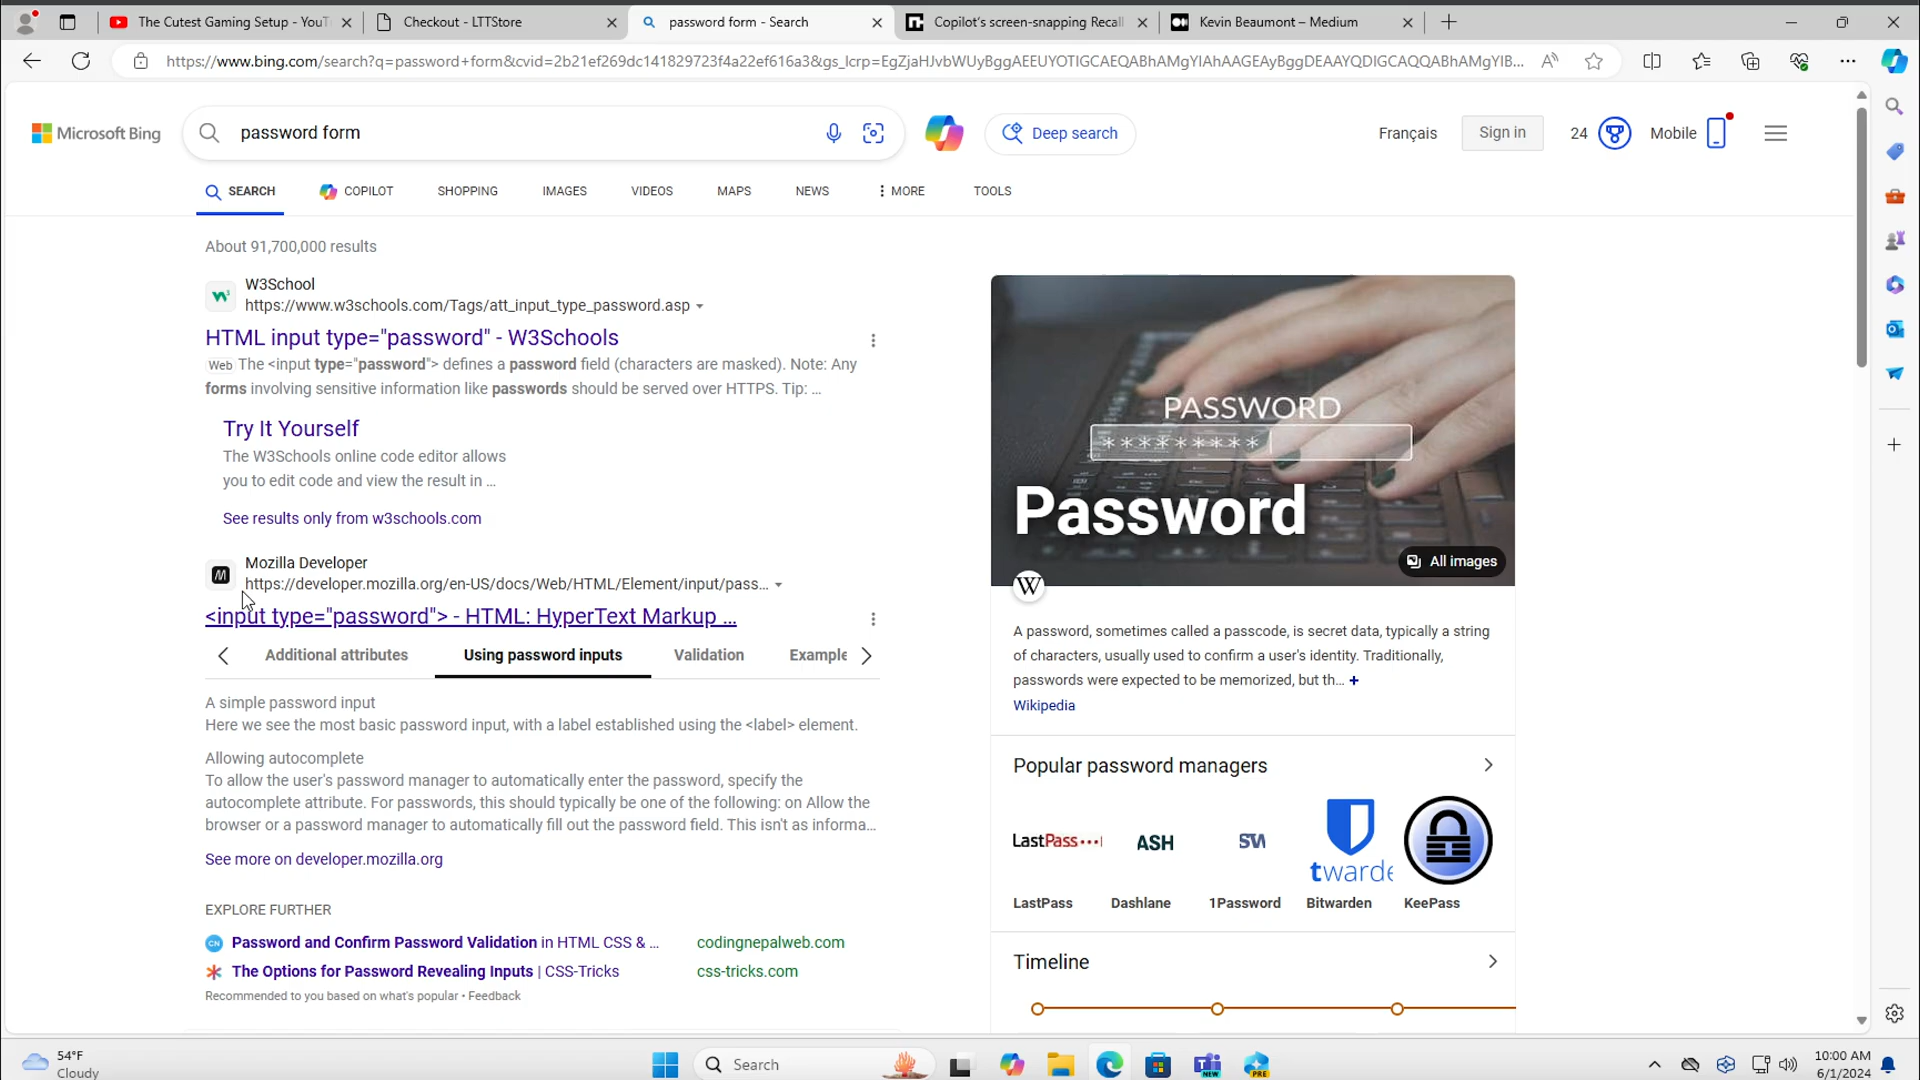 The Cutest Gaming Setup - YouT
Checkout - LTTStore
password form - Search
Copilot's screen-snapping Recall
Kevin Beaumont – Medium
https://www.bing.com/search?q=password+form&cvid=2b21ef269dc141829723f4a22ef616a3&gs_lcrp=EgZjaHJvbWUyBggAEEUYOTIGCAEQABhAMgYIAhAAGEAyBggDEAAYQDIGCAQQABhAMgYIB...
Microsoft Bing
password form
Deep search
Français
Sign in
24
Mobile
SEARCH
COPILOT
SHOPPING
IMAGES
VIDEOS
MAPS
NEWS
MORE
TOOLS
About 91,700,000 results
W3School
https://www.w3schools.com/Tags/att_input_type_password.asp
HTML input type="password" - W3Schools
Web The <input type="password"> defines a password field (characters are masked). Note: Any
forms involving sensitive information like passwords should be served over HTTPS. Tip: ...
Try It Yourself
The W3Schools online code editor allows
you to edit code and view the result in ...
See results only from w3schools.com
Mozilla Developer
https://developer.mozilla.org/en-US/docs/Web/HTML/Element/input/pass...
<input type="password"> - HTML: HyperText Markup ...
Additional attributes
Using password inputs
Validation
Example
A simple password input
Here we see the most basic password input, with a label established using the <label> element.
Allowing autocomplete
To allow the user's password manager to automatically enter the password, specify the
autocomplete attribute. For passwords, this should typically be one of the following: on Allow the
browser or a password manager to automatically fill out the password field. This isn't as informa...
See more on developer.mozilla.org
EXPLORE FURTHER
Password and Confirm Password Validation in HTML CSS & ...
codingnepalweb.com
The Options for Password Revealing Inputs | CSS-Tricks
css-tricks.com
Recommended to you based on what's popular • Feedback
PASSWORD
*********
Password
All images
W
A password, sometimes called a passcode, is secret data, typically a string
of characters, usually used to confirm a user's identity. Traditionally,
passwords were expected to be memorized, but th... +
Wikipedia
Popular password managers
LastPass
ASH
SW
twarde
LastPass
Dashlane
1Password
Bitwarden
KeePass
Timeline
54°F
Cloudy
Search
NEW
PRE
10:00 AM
6/1/2024